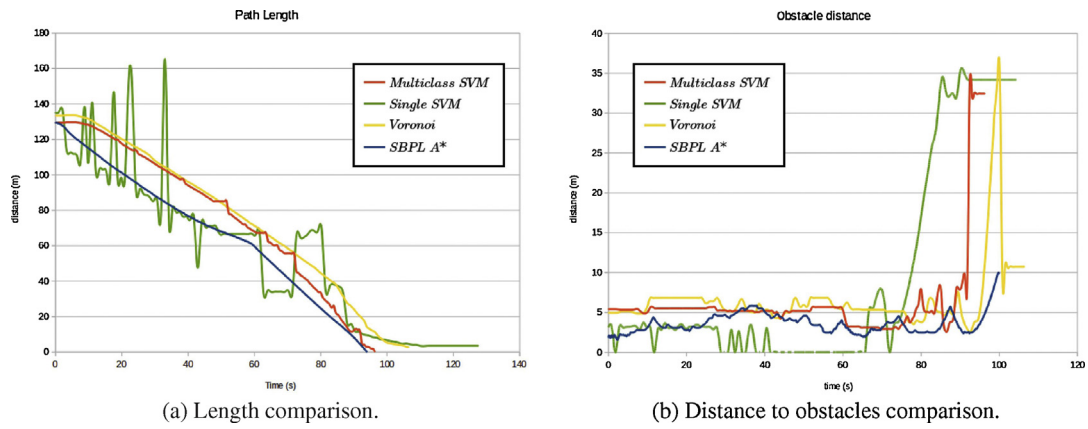 Path Length
distance (m)
180
160
140
120
100
80
60
40
20
0
0 20 40 60 80 100 120 140
Time (s)
Multiclass SVM
Single SVM
Voronoi
SBPL A*
(a) Length comparison.
Obstacle distance
distance (m)
40
35
30
25
20
15
10
5
0
0 20 40 60 80 100 120
time (s)
Multiclass SVM
Single SVM
Voronoi
SBPL A*
(b) Distance to obstacles comparison.